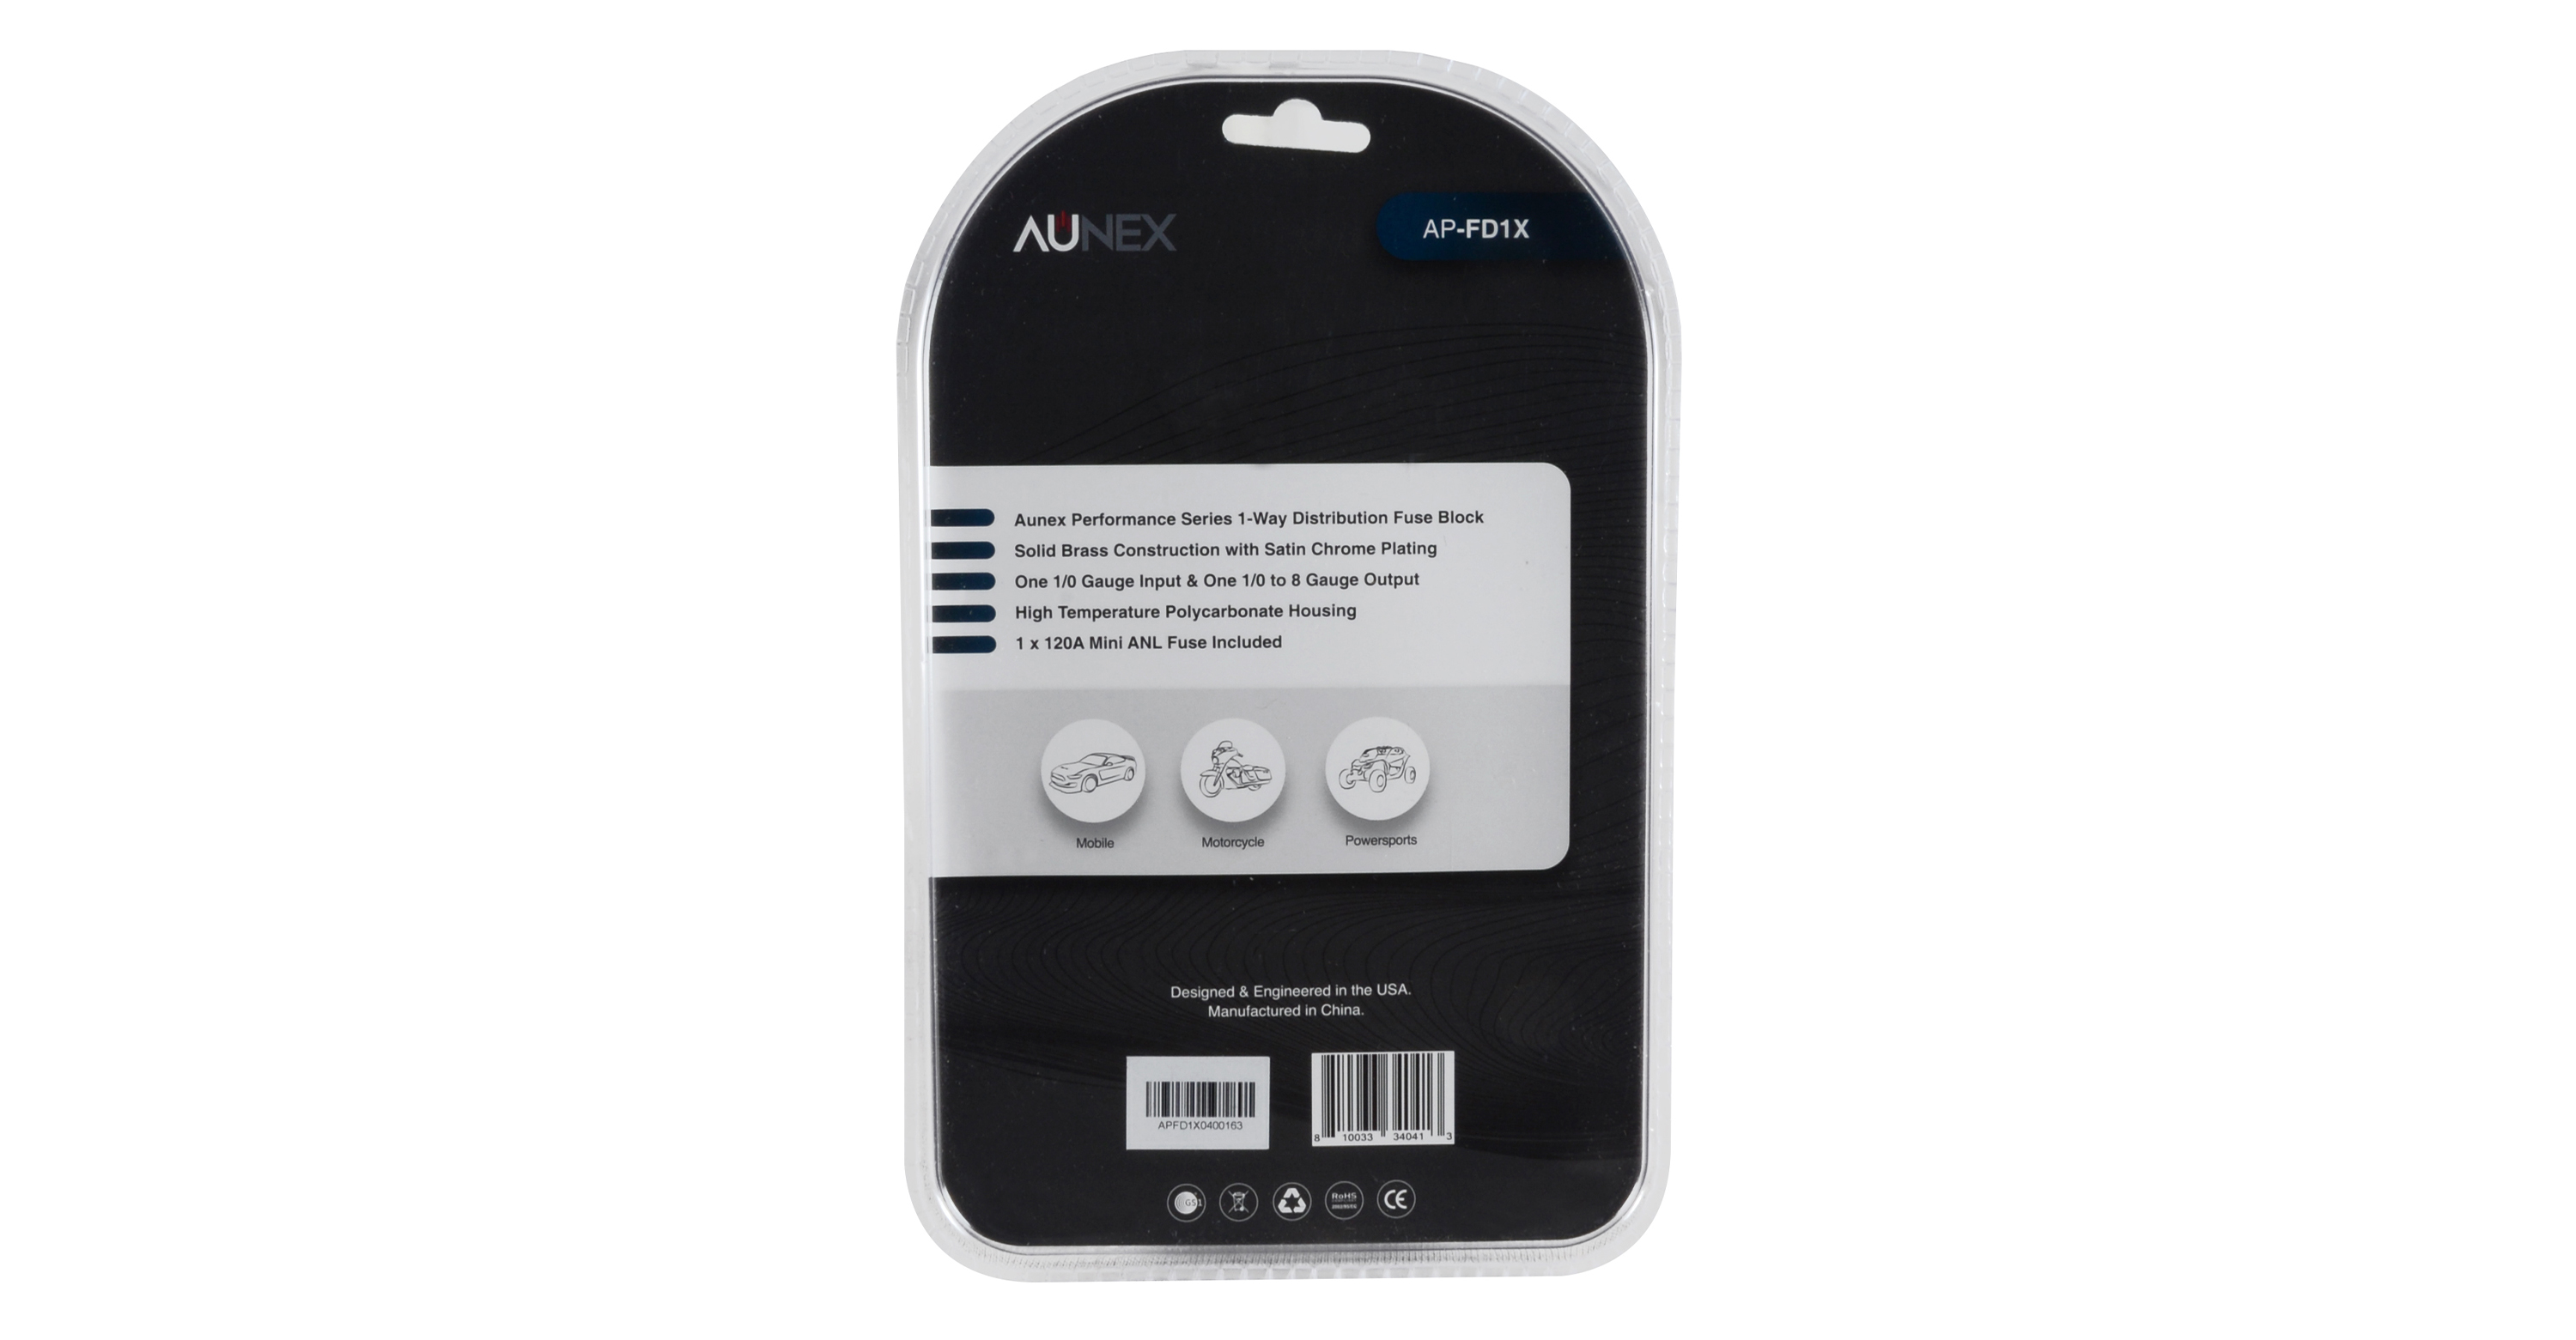 AUNEX
AP-FD1X
Aunex Performance Series 1-Way Distribution Fuse Block
Solid Brass Construction with Satin Chrome Plating
One 1/0 Gauge Input & One 1/0 to 8 Gauge Output
High Temperature Polycarbonate Housing
1 x 120A Mini ANL Fuse Included
Mobile
Motorcycle
Powersports
Designed & Engineered in the USA.
Manufactured in China.
APFD1X0400163
8 10033 34041 3
GS1
RoHS
CE